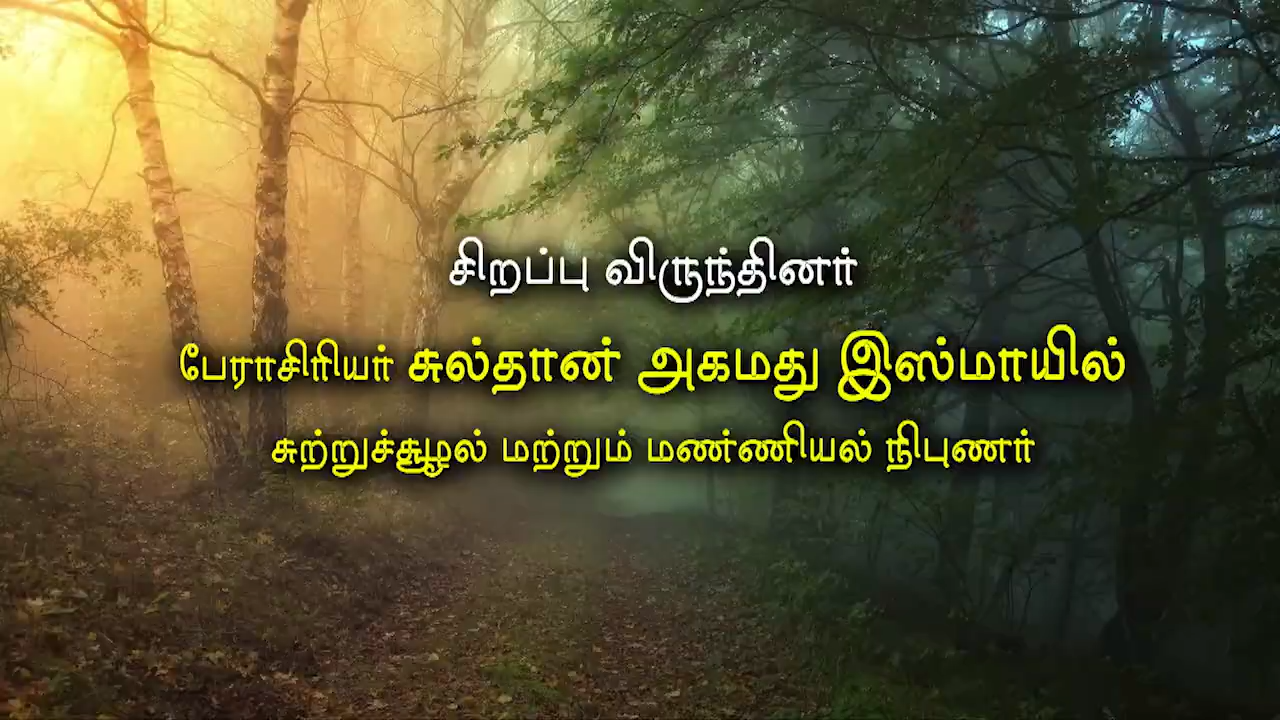 சிறப்பு விருந்தினர்
பேராசிரியர் சுல்தான் அகமது இஸ்மாயில்
சுற்றுச்சூழல் மற்றும் மண்ணியல் நிபுணர்